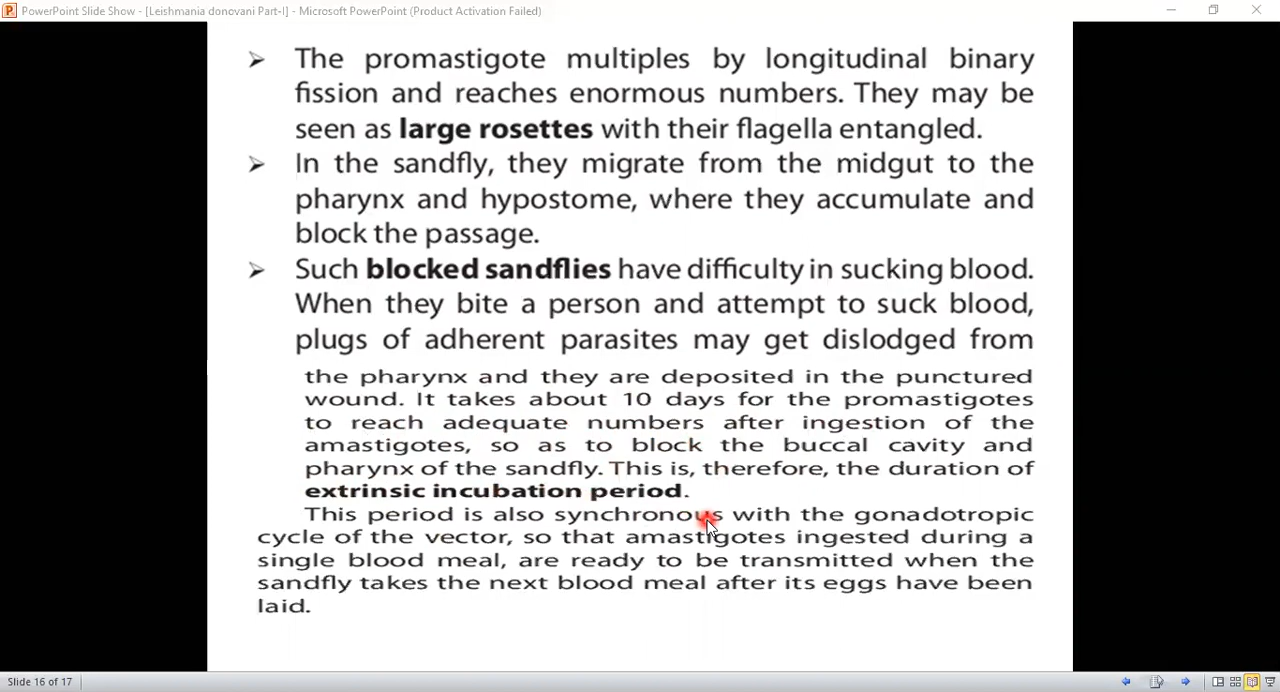 PowerPoint Slide Show - [Leishmania donovani Part-I] - Microsoft PowerPoint (Product Activation Failed)
➢ The promastigote multiples by longitudinal binary
fission and reaches enormous numbers. They may be
seen as large rosettes with their flagella entangled.
➢ In the sandfly, they migrate from the midgut to the
pharynx and hypostome, where they accumulate and
block the passage.
➢ Such blocked sandflies have difficulty in sucking blood.
When they bite a person and attempt to suck blood,
plugs of adherent parasites may get dislodged from
the pharynx and they are deposited in the punctured
wound. It takes about 10 days for the promastigotes
to reach adequate numbers after ingestion of the
amastigotes, so as to block the buccal cavity and
pharynx of the sandfly. This is, therefore, the duration of
extrinsic incubation period.
This period is also synchronous with the gonadotropic
cycle of the vector, so that amastigotes ingested during a
single blood meal, are ready to be transmitted when the
sandfly takes the next blood meal after its eggs have been
laid.
Slide 16 of 17